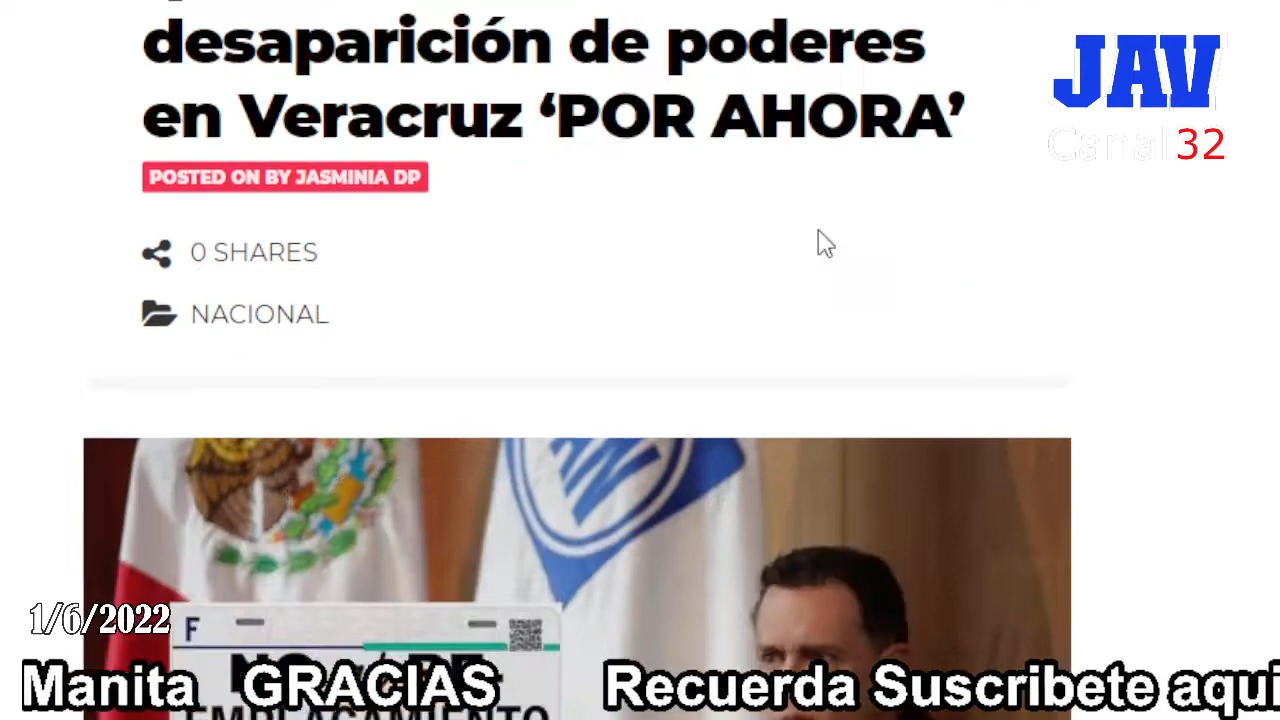 desaparición de poderes
en Veracruz ‘POR AHORA’
POSTED ON BY JASMINIA DP
0 SHARES
NACIONAL
JAV
Canal 32
1/6/2022
F
EMPLACAMIENTO
Manita GRACIAS Recuerda Suscribete aqui